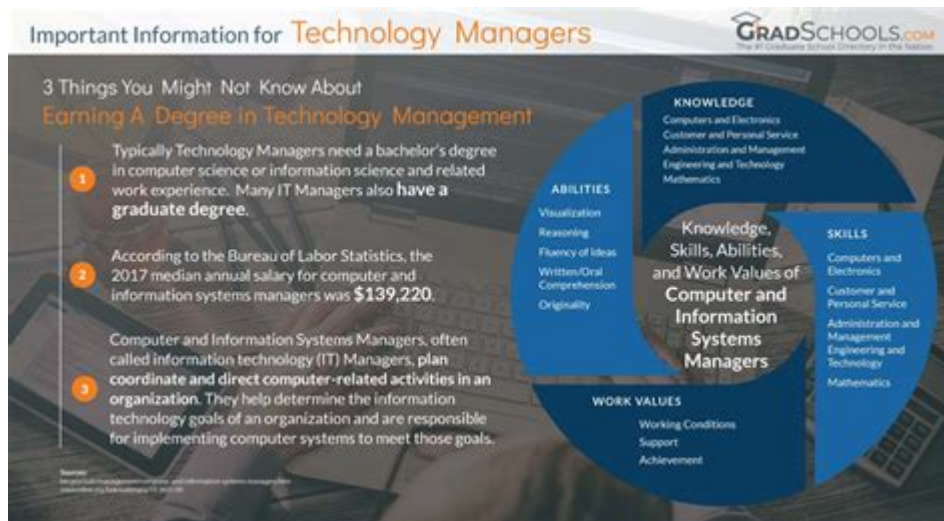 Important Information for Technology Managers
GRADSCHOOLS.COM
The #1 Graduate School Directory in the Nation
3 Things You Might Not Know About
Earning A Degree in Technology Management
1
Typically Technology Managers need a bachelor's degree
in computer science or information science and related
work experience. Many IT Managers also have a
graduate degree.
2
According to the Bureau of Labor Statistics, the
2017 median annual salary for computer and
information systems managers was $139,220.
3
Computer and Information Systems Managers, often
called information technology (IT) Managers, plan
coordinate and direct computer-related activities in an
organization. They help determine the information
technology goals of an organization and are responsible
for implementing computer systems to meet those goals.
Sources:
KNOWLEDGE
Computers and Electronics
Customer and Personal Service
Administration and Management
Engineering and Technology
Mathematics
ABILITIES
Visualization
Reasoning
Fluency of Ideas
Written/Oral
Comprehension
Originality
Knowledge,
Skills, Abilities,
and Work Values of
Computer and
Information
Systems
Managers
SKILLS
Computers and
Electronics
Customer and
Personal Service
Administration and
Management
Engineering and
Technology
Mathematics
WORK VALUES
Working Conditions
Support
Achievement